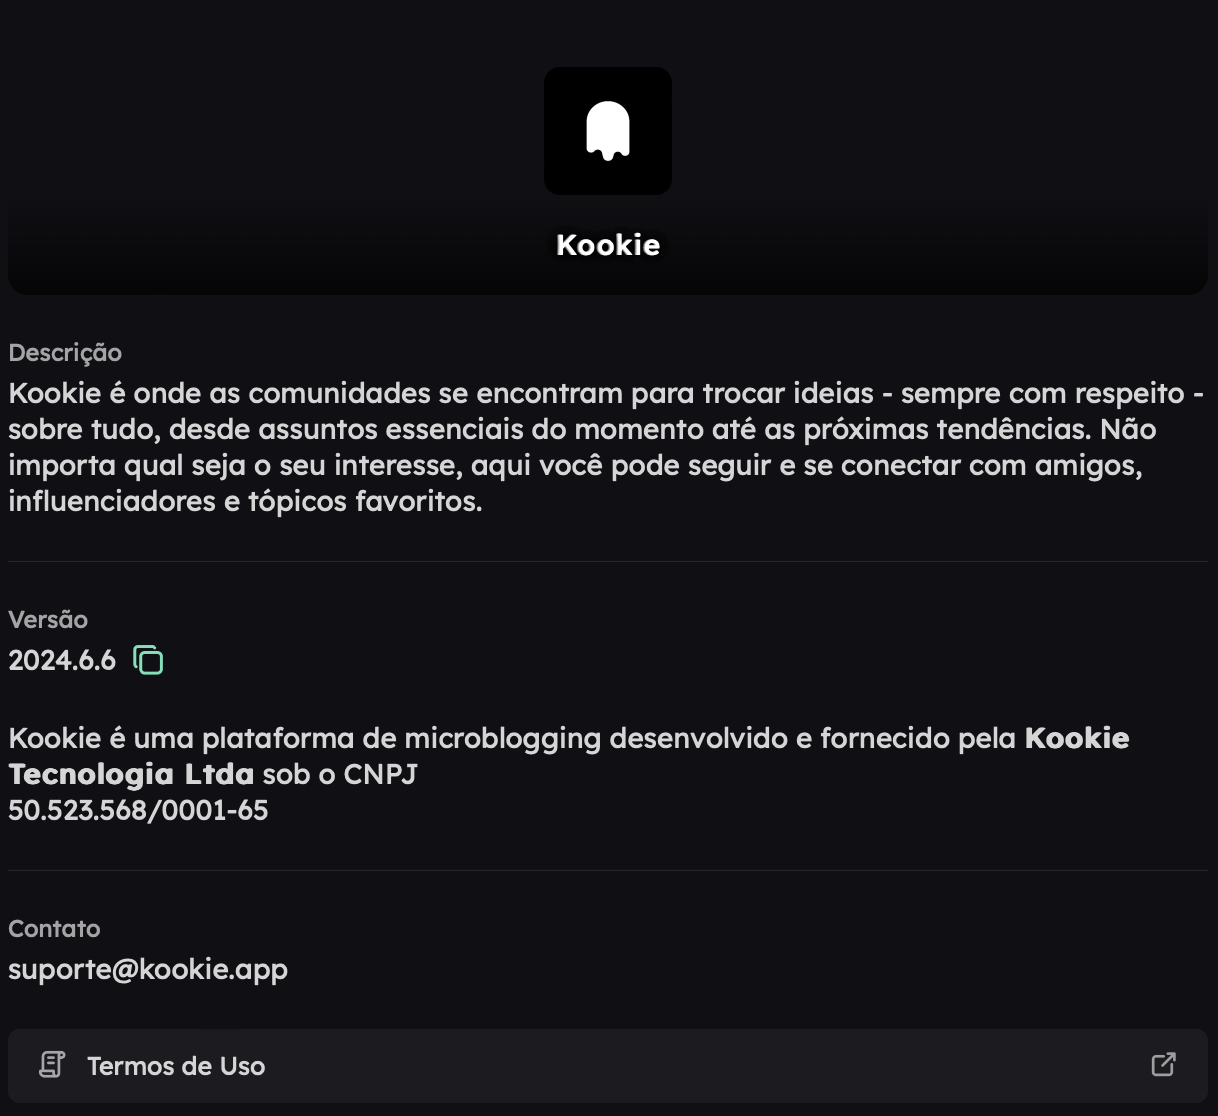 Kookie
Descrição
Kookie é onde as comunidades se encontram para trocar ideias - sempre com respeito -
sobre tudo, desde assuntos essenciais do momento até as próximas tendências. Não
importa qual seja o seu interesse, aqui você pode seguir e se conectar com amigos,
influenciadores e tópicos favoritos.
Versão
2024.6.6
Kookie é uma plataforma de microblogging desenvolvido e fornecido pela Kookie
Tecnologia Ltda sob o CNPJ
50.523.568/0001-65
Contato
suporte@kookie.app
Termos de Uso